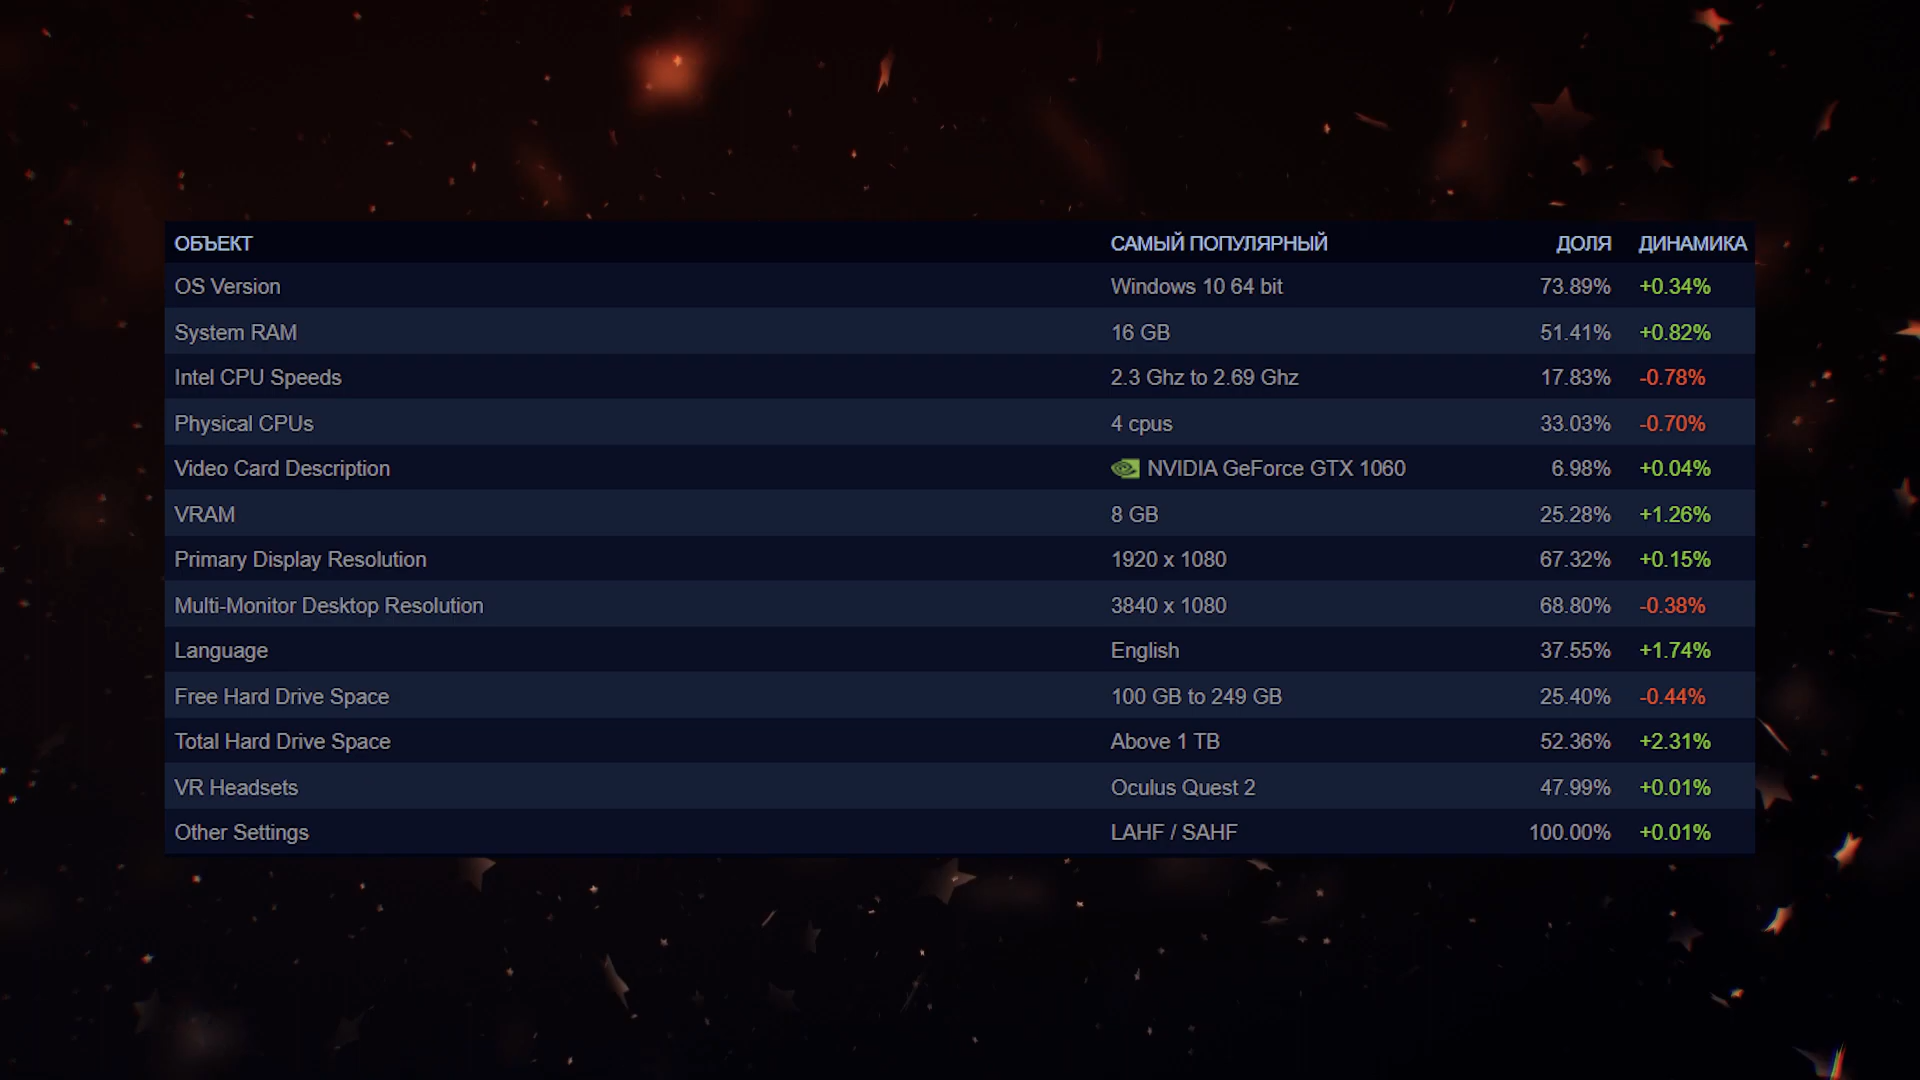 ОБЪЕКТ САМЫЙ ПОПУЛЯРНЫЙ ДОЛЯ ДИНАМИКА
OS Version Windows 10 64 bit 73.89% +0.34%
System RAM 16 GB 51.41% +0.82%
Intel CPU Speeds 2.3 Ghz to 2.69 Ghz 17.83% -0.78%
Physical CPUs 4 cpus 33.03% -0.70%
Video Card Description NVIDIA GeForce GTX 1060 6.98% +0.04%
VRAM 8 GB 25.28% +1.26%
Primary Display Resolution 1920 x 1080 67.32% +0.15%
Multi-Monitor Desktop Resolution 3840 x 1080 68.80% -0.38%
Language English 37.55% +1.74%
Free Hard Drive Space 100 GB to 249 GB 25.40% -0.44%
Total Hard Drive Space Above 1 TB 52.36% +2.31%
VR Headsets Oculus Quest 2 47.99% +0.01%
Other Settings LAHF / SAHF 100.00% +0.01%